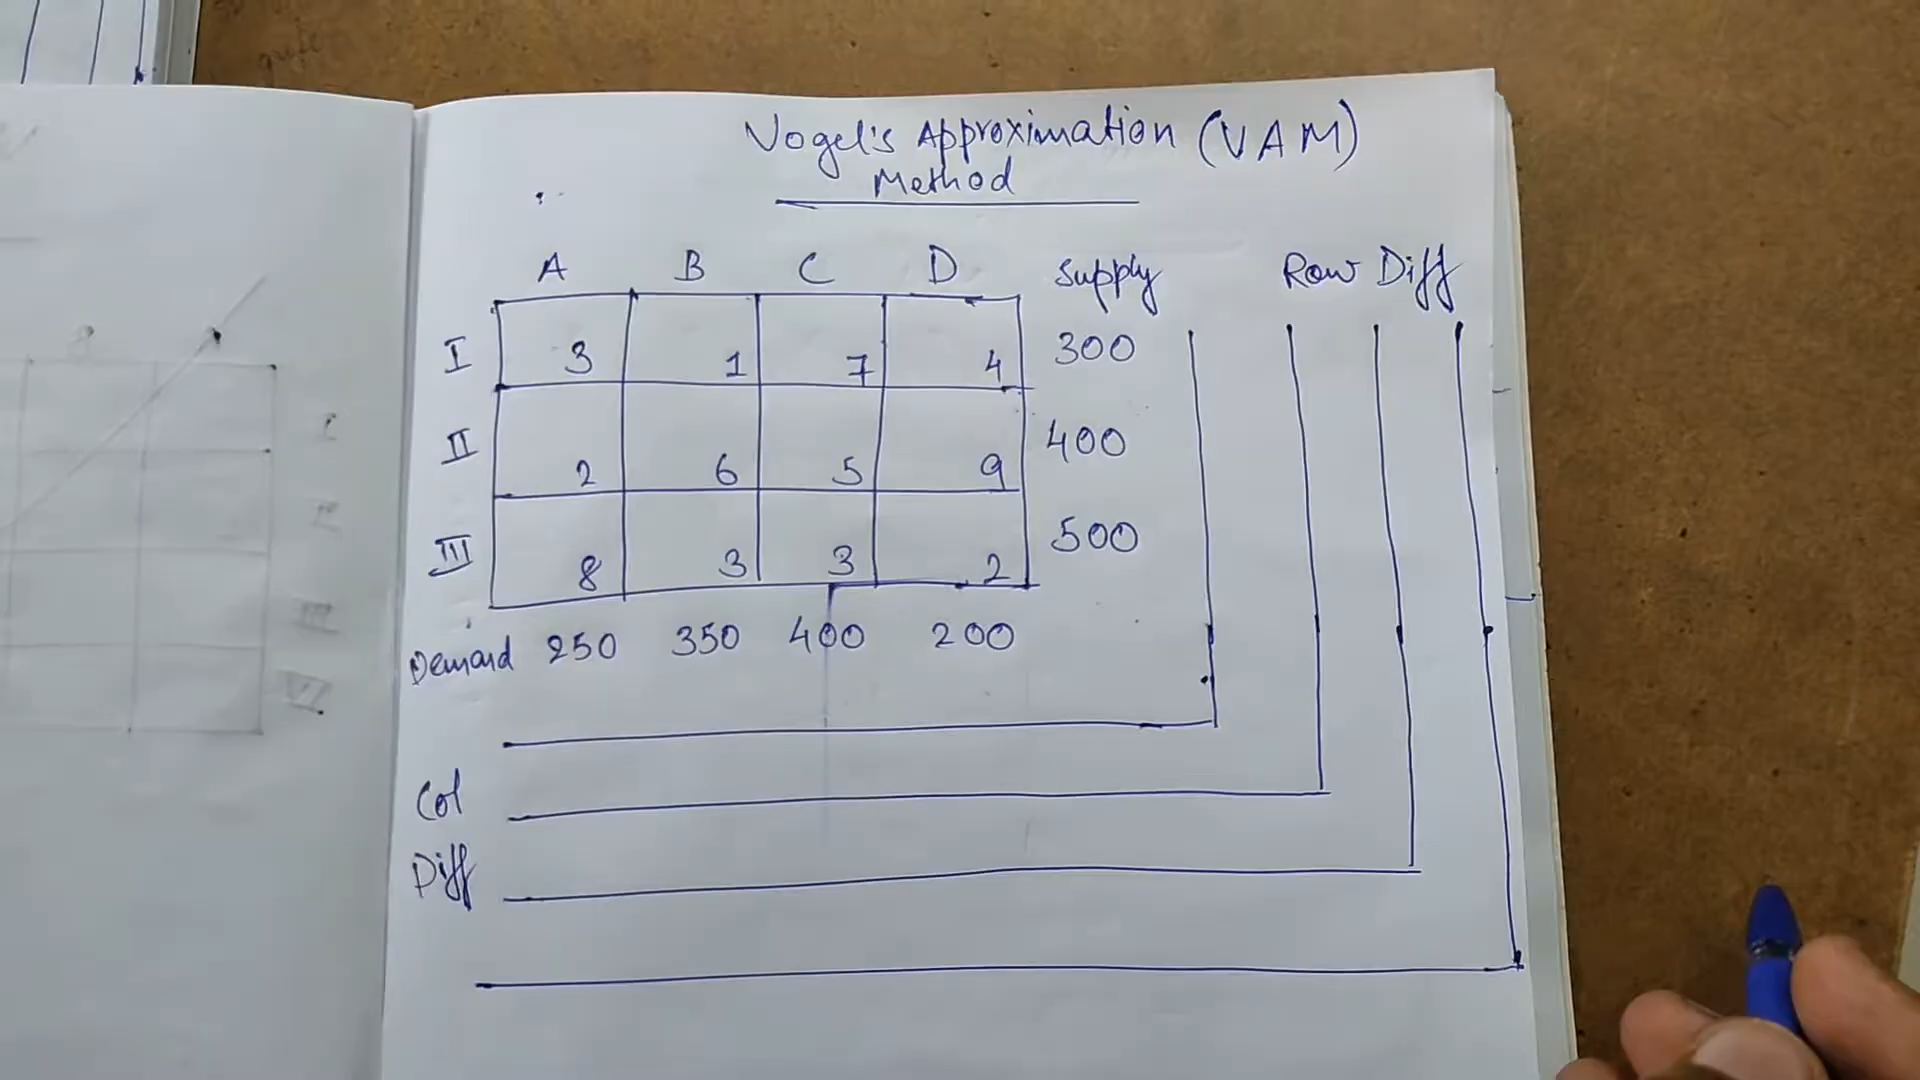 Vogel's Approximation (VAM)
Method
A B C D Supply Row Diff
I 3 1 7 4 300
II 2 6 5 9 400
III 8 3 3 2 500
Demand 250 350 400 200
Col
Diff